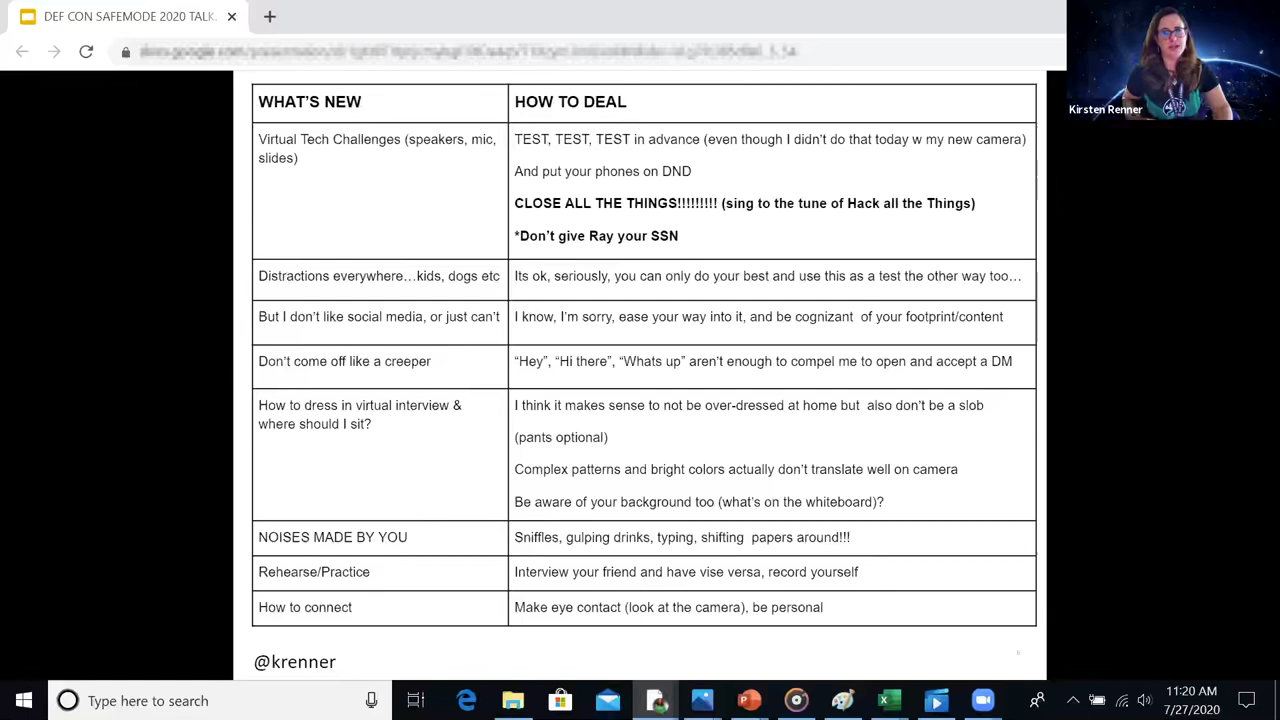 DEF CON SAFEMODE 2020 TALK.
Kirsten Renner
WHAT'S NEW
HOW TO DEAL
Virtual Tech Challenges (speakers, mic,
slides)
TEST, TEST, TEST in advance (even though I didn't do that today w my new camera)
And put your phones on DND
CLOSE ALL THE THINGS!!!!!!!!! (sing to the tune of Hack all the Things)
*Don't give Ray your SSN
Distractions everywhere…kids, dogs etc
Its ok, seriously, you can only do your best and use this as a test the other way too…
But I don't like social media, or just can't
I know, I'm sorry, ease your way into it, and be cognizant of your footprint/content
Don't come off like a creeper
"Hey", "Hi there", "Whats up" aren't enough to compel me to open and accept a DM
How to dress in virtual interview &
where should I sit?
I think it makes sense to not be over-dressed at home but also don't be a slob
(pants optional)
Complex patterns and bright colors actually don't translate well on camera
Be aware of your background too (what's on the whiteboard)?
NOISES MADE BY YOU
Sniffles, gulping drinks, typing, shifting papers around!!!
Rehearse/Practice
Interview your friend and have vise versa, record yourself
How to connect
Make eye contact (look at the camera), be personal
@krenner
Type here to search
11:20 AM
7/27/2020